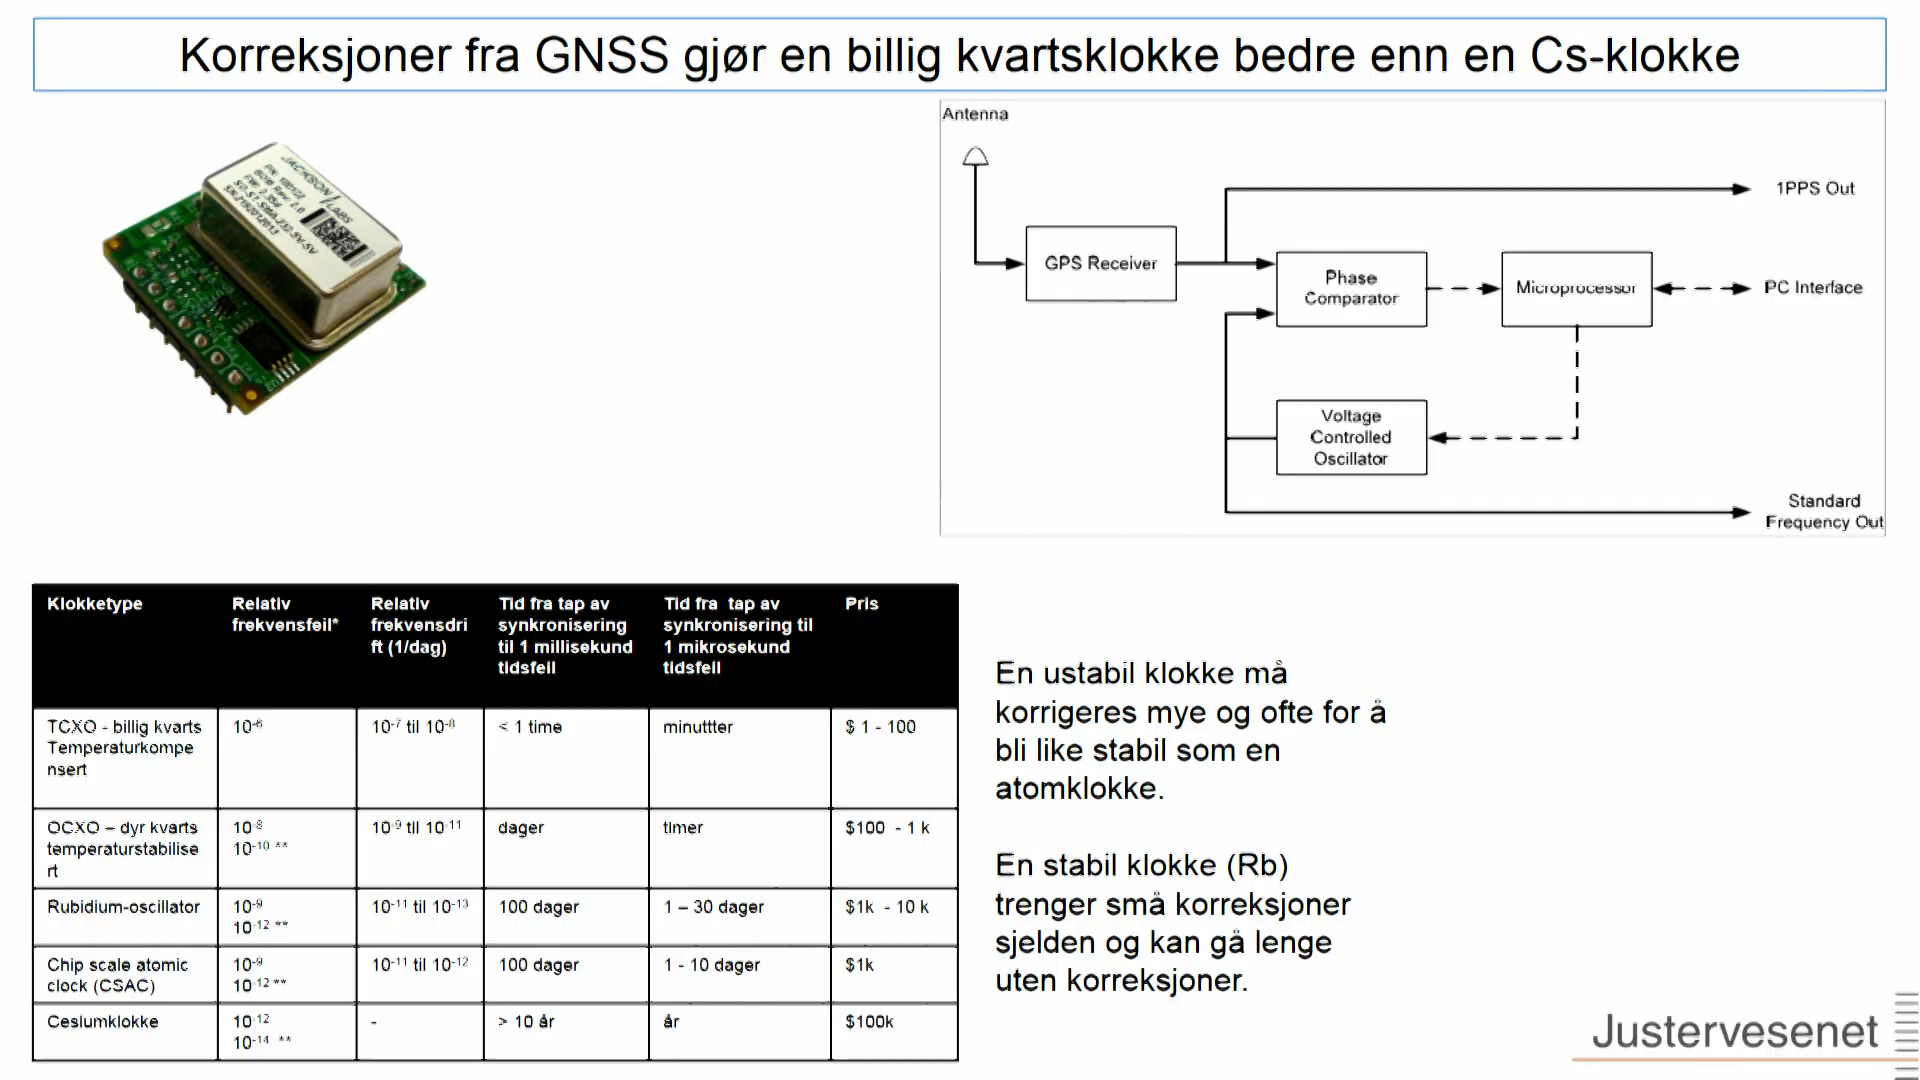 Korreksjoner fra GNSS gjør en billig kvartsklokke bedre enn en Cs-klokke
JACKSON
LABS
Antenna
1PPS Out
GPS Receiver
Phase
Comparator
Microprocessor
PC Interface
Voltage
Controlled
Oscillator
Standard
Frequency Out
Klokketype
Relativ
frekvensfeil*
Relativ
frekvensdri
ft (1/dag)
Tid fra tap av
synkronisering
til 1 millisekund
tidsfeil
Tid fra tap av
synkronisering til
1 mikrosekund
tidsfeil
Pris
TCXO - billig kvarts
Temperaturkompe
nsert
10⁻⁶
10⁻⁷ til 10⁻⁸
< 1 time
minuttter
$ 1 - 100
OCXO – dyr kvarts
temperaturstabilise
rt
10⁻⁸
10⁻¹⁰ **
10⁻⁹ til 10⁻¹¹
dager
timer
$100 - 1 k
Rubidium-oscillator
10⁻⁹
10⁻¹² **
10⁻¹¹ til 10⁻¹³
100 dager
1 – 30 dager
$1k - 10 k
Chip scale atomic
clock (CSAC)
10⁻⁹
10⁻¹² **
10⁻¹¹ til 10⁻¹²
100 dager
1 - 10 dager
$1k
Cesiumklokke
10⁻¹²
10⁻¹⁴ **
-
> 10 år
år
$100k
En ustabil klokke må
korrigeres mye og ofte for å
bli like stabil som en
atomklokke.
En stabil klokke (Rb)
trenger små korreksjoner
sjelden og kan gå lenge
uten korreksjoner.
Justervesenet